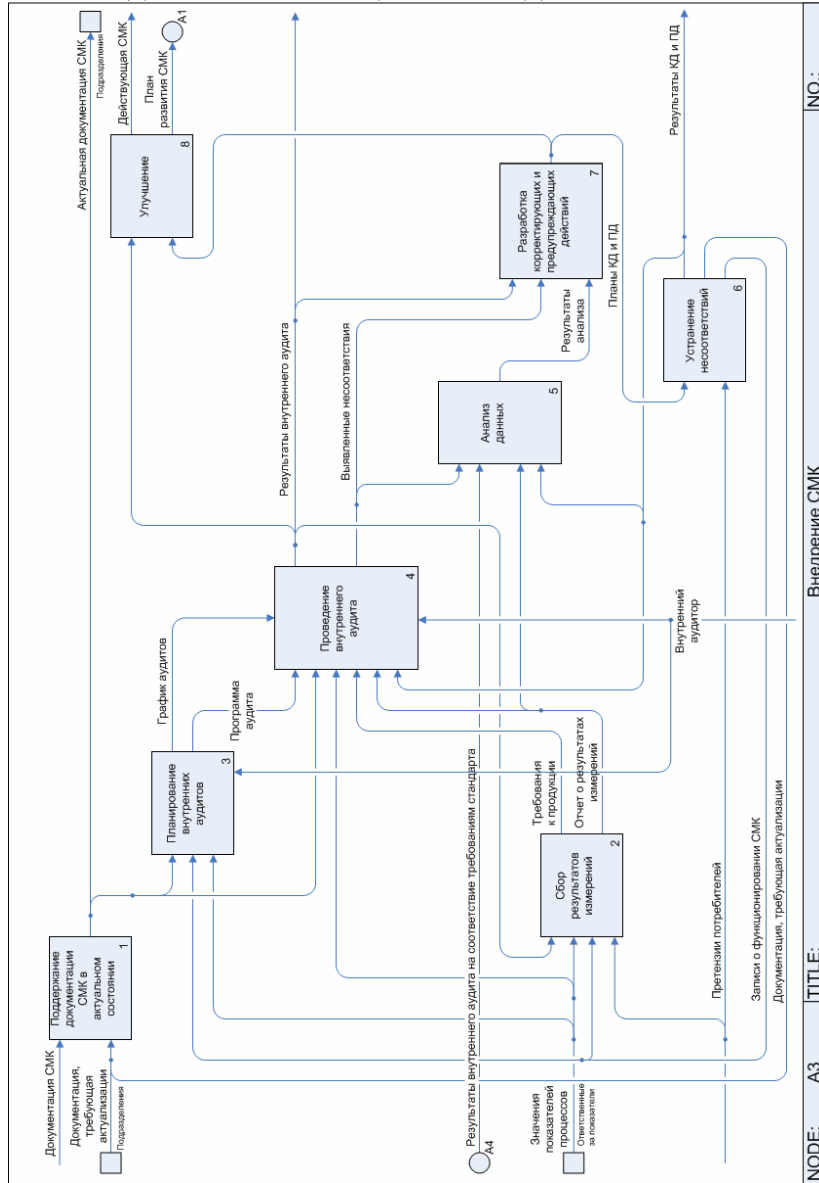 Документация СМК
Документация,
требующая
актуализации
Подразделения
Поддержание
документации
СМК в
актуальном
состоянии
1
Актуальная документация СМК
Подразделения
Действующая СМК
План
развития СМК
A1
Улучшение
8
Планирование
внутренних
аудитов
3
График аудитов
Программа
аудита
Проведение
внутреннего
аудита
4
Результаты внутреннего аудита
Выявленные несоответствия
Разработка
корректирующих и
предупреждающих
действий
7
Результаты
анализа
Планы КД и ПД
Анализ
данных
5
Результаты внутреннего аудита на соответствие требованиям стандарта
A4
Значения
показателей
процессов
Ответственные
за показатели
Сбор
результатов
измерений
2
Требования
к продукции
Отчет о результатах
измерений
Внутренний
аудитор
Устранение
несоответствий
6
Результаты КД и ПД
Претензии потребителей
Записи о функционировании СМК
Документация, требующая актуализации
NODE:
A3
TITLE:
Внедрение СМК
NO.: